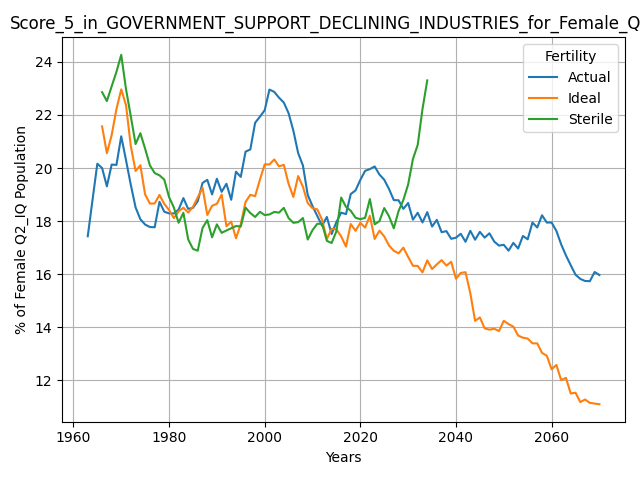 Score_5_in_GOVERNMENT_SUPPORT_DECLINING_INDUSTRIES_for_Female_Q
24
22
20
18
16
14
12
% of Female Q2_IQ Population
Fertility
Actual
Ideal
Sterile
1960 1980 2000 2020 2040 2060
Years